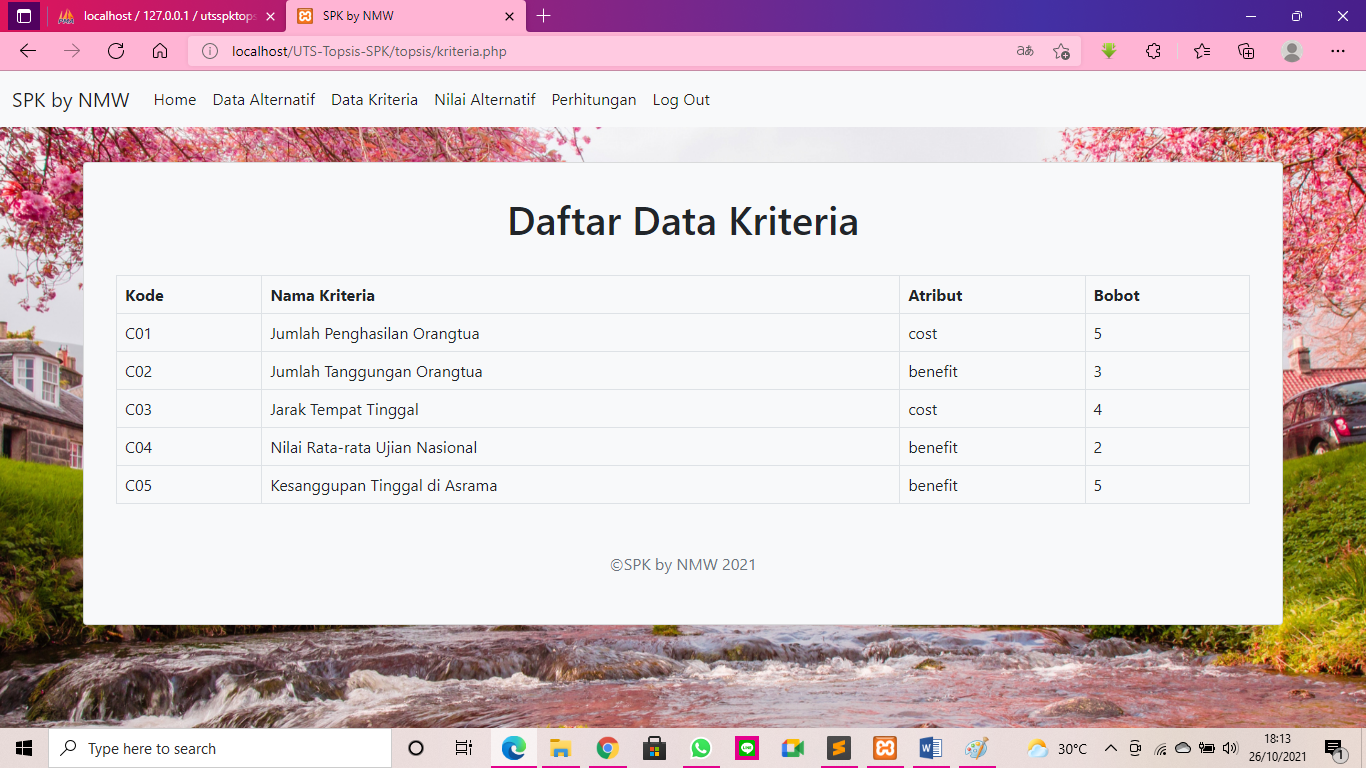 localhost / 127.0.0.1 / utsspktops
SPK by NMW
localhost/UTS-Topsis-SPK/topsis/kriteria.php
SPK by NMW Home Data Alternatif Data Kriteria Nilai Alternatif Perhitungan Log Out
Daftar Data Kriteria
Kode Nama Kriteria Atribut Bobot
C01 Jumlah Penghasilan Orangtua cost 5
C02 Jumlah Tanggungan Orangtua benefit 3
C03 Jarak Tempat Tinggal cost 4
C04 Nilai Rata-rata Ujian Nasional benefit 2
C05 Kesanggupan Tinggal di Asrama benefit 5
©SPK by NMW 2021
Type here to search
30°C
18:13
26/10/2021
1